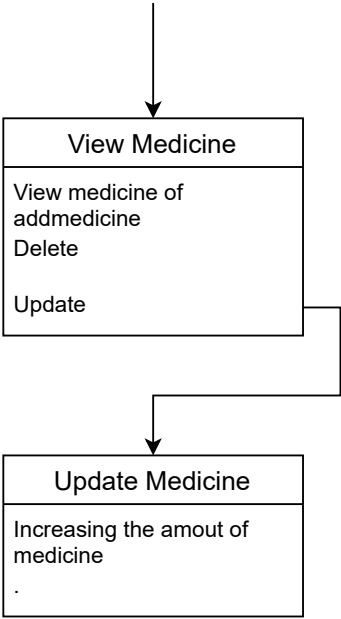 View Medicine
View medicine of
addmedicine
Delete
Update
Update Medicine
Increasing the amout of
medicine
.